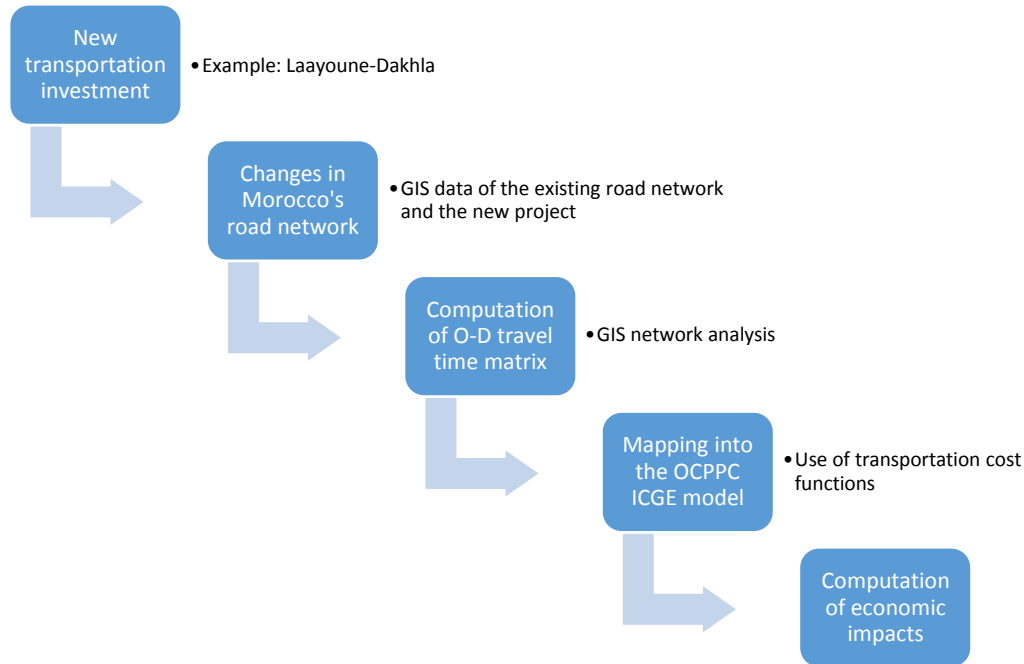 New
transportation
investment
•Example: Laayoune-Dakhla
Changes in
Morocco's
road network
•GIS data of the existing road network
and the new project
Computation
of O-D travel
time matrix
•GIS network analysis
Mapping into
the OCPPC
ICGE model
•Use of transportation cost
functions
Computation
of economic
impacts